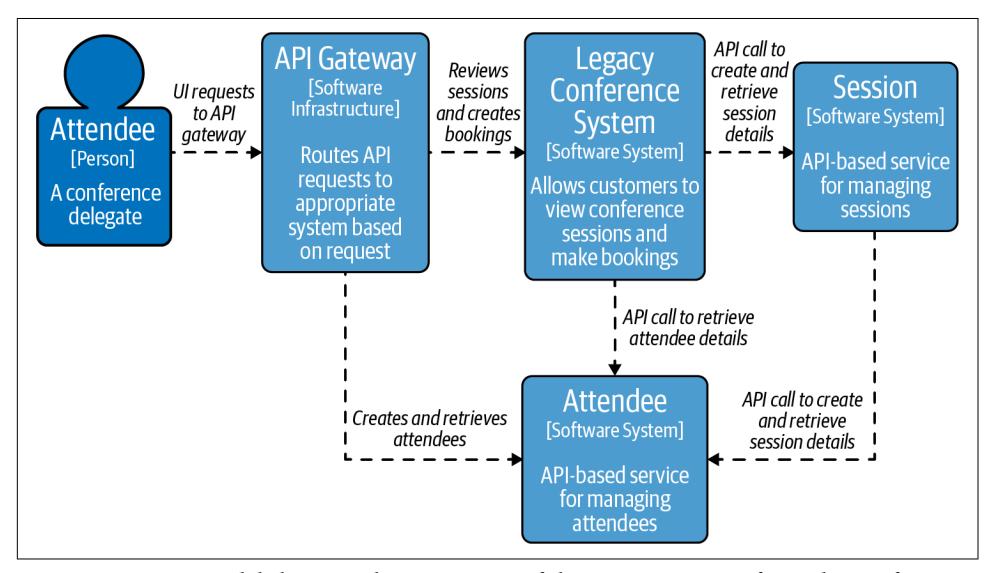 Attendee
[Person]
A conference
delegate
UI requests
to API
gateway
API Gateway
[Software
Infrastructure]
Routes API
requests to
appropriate
system based
on request
Reviews
sessions
and creates
bookings
Legacy
Conference
System
[Software System]
Allows customers to
view conference
sessions and
make bookings
API call to
create and
retrieve
session
details
Session
[Software System]
API-based service
for managing
sessions
Creates and retrieves
attendees
API call to retrieve
attendee details
Attendee
[Software System]
API-based service
for managing
attendees
API call to create
and retrieve
session details